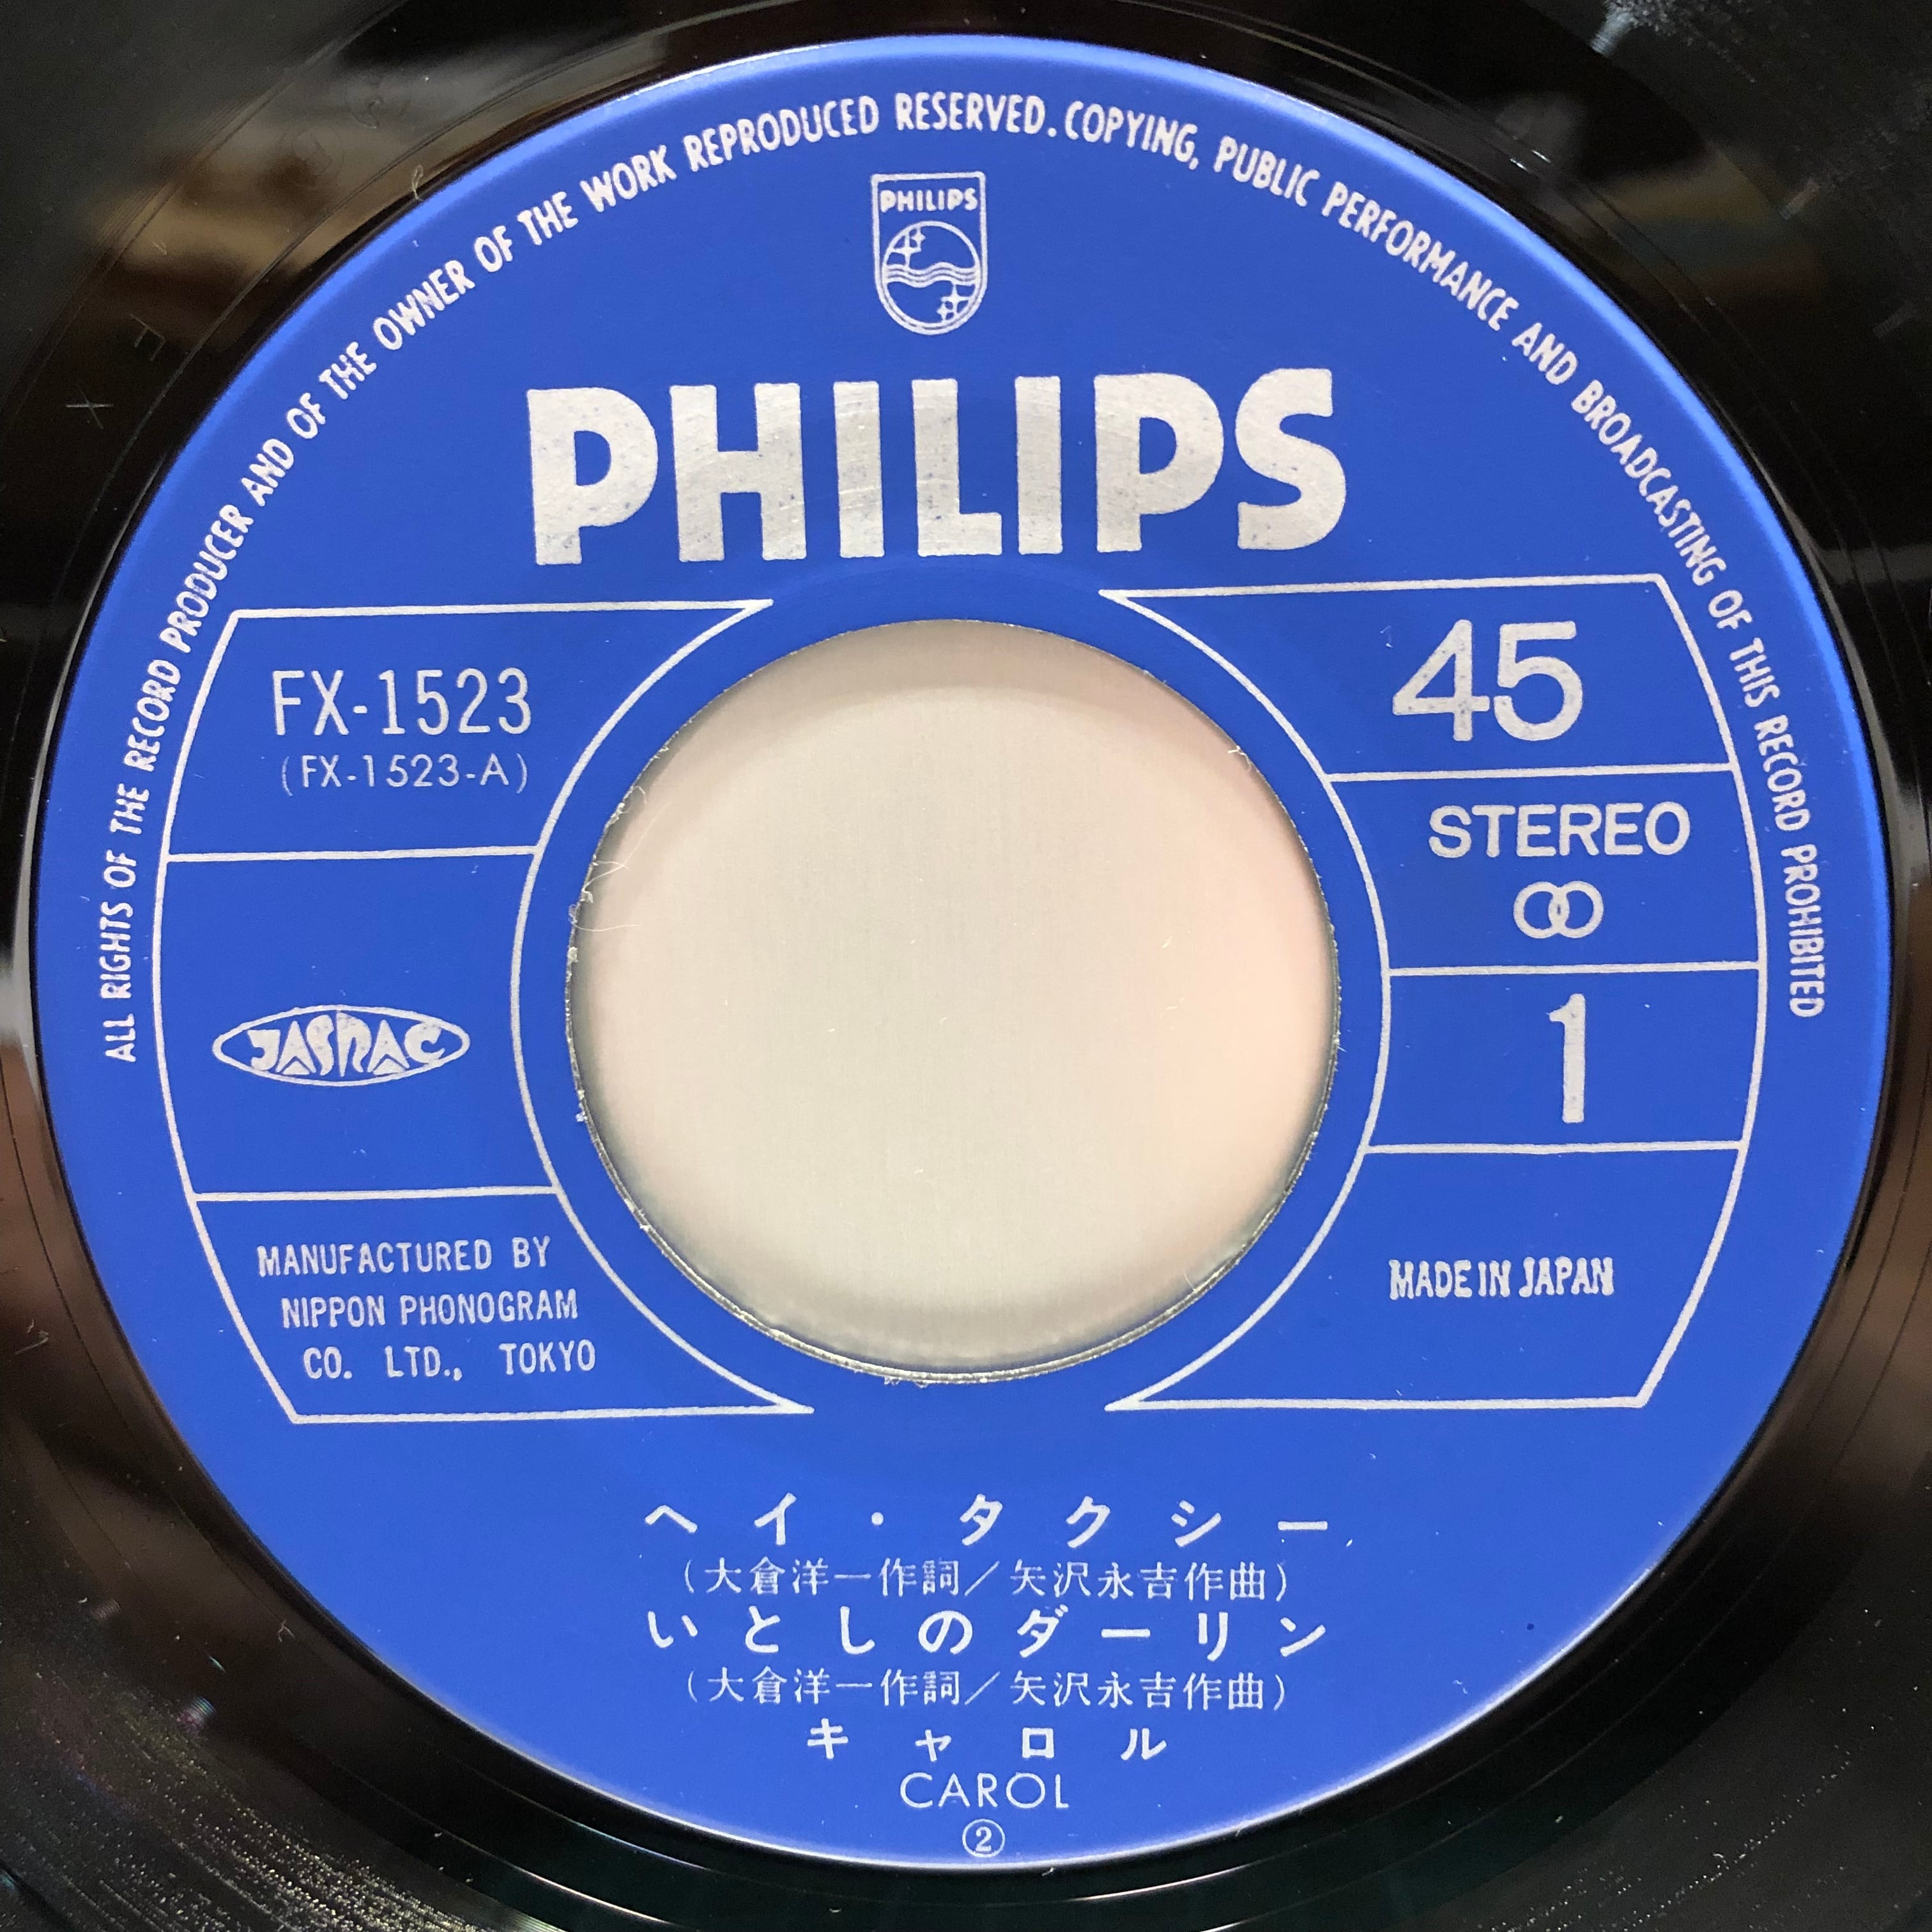 ALL RIGHTS OF THE RECORD PRODUCER AND OF THE OWNER OF THE WORK REPRODUCED RESERVED. COPYING, PUBLIC PERFORMANCE AND BROADCASTING OF THIS RECORD PROHIBITED
PHILIPS
PHILIPS
FX-1523
(FX-1523-A)
JASRAC
MANUFACTURED BY
NIPPON PHONOGRAM
CO. LTD., TOKYO
45
STEREO
1
MADE IN JAPAN
ヘイ・タクシー
(大倉洋一作詞/矢沢永吉作曲)
いとしのダーリン
(大倉洋一作詞/矢沢永吉作曲)
キャロル
CAROL
②